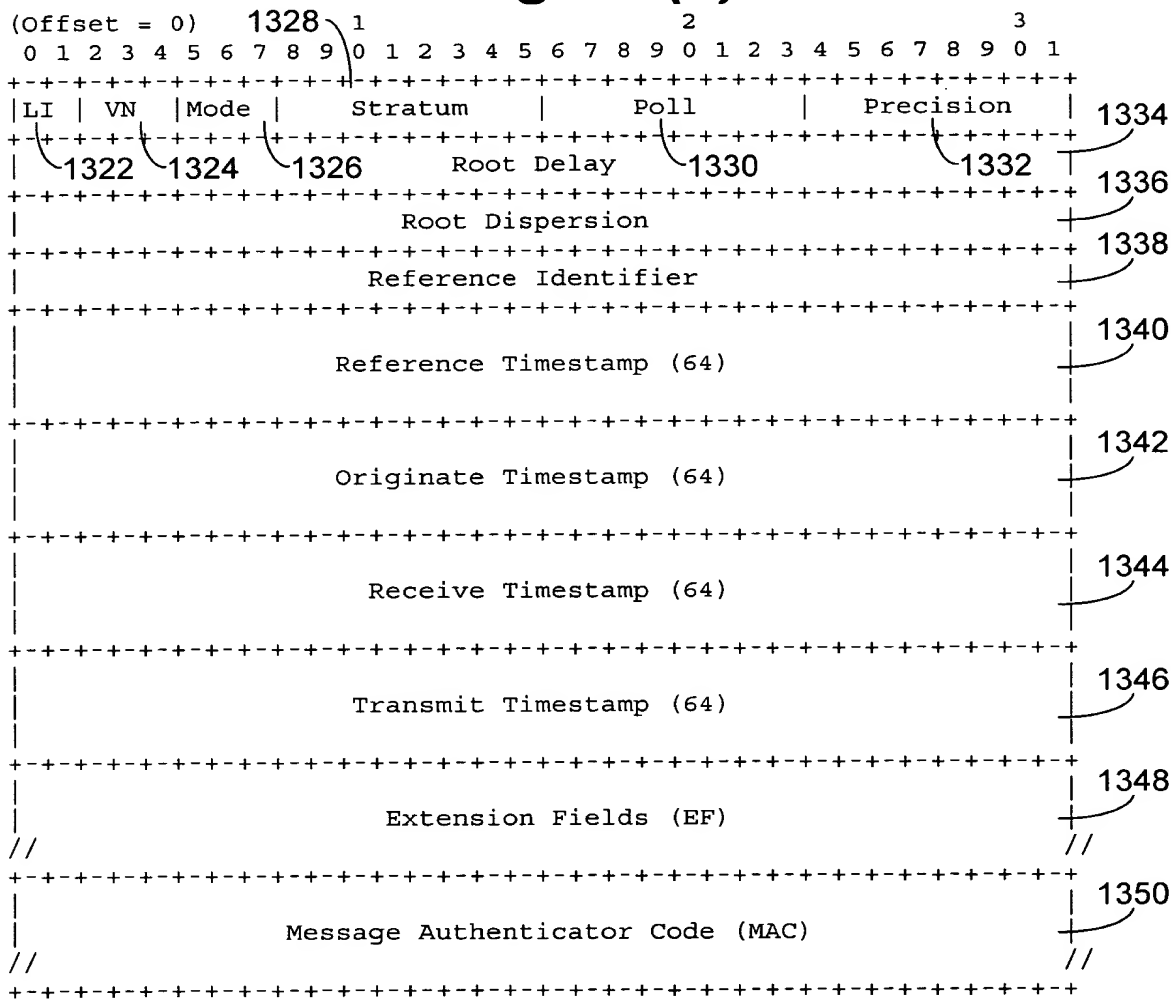 (Offset = 0) 1328 1 2 3
0 1 2 3 4 5 6 7 8 9 0 1 2 3 4 5 6 7 8 9 0 1 2 3 4 5 6 7 8 9 0 1
+-+-+-+-+-+-+-+-+-+-+-+-+-+-+-+-+-+-+-+-+-+-+-+-+-+-+-+-+-+-+-+-+
|LI | VN |Mode | Stratum | Poll | Precision | 1334
+-+-+-+-+-+-+-+-+-+-+-+-+-+-+-+-+-+-+-+-+-+-+-+-+-+-+-+-+-+-+-+-+
| 1322 1324 1326 Root Delay 1330 1332 | 1336
+-+-+-+-+-+-+-+-+-+-+-+-+-+-+-+-+-+-+-+-+-+-+-+-+-+-+-+-+-+-+-+-+
| Root Dispersion | 1338
+-+-+-+-+-+-+-+-+-+-+-+-+-+-+-+-+-+-+-+-+-+-+-+-+-+-+-+-+-+-+-+-+
| Reference Identifier |
+-+-+-+-+-+-+-+-+-+-+-+-+-+-+-+-+-+-+-+-+-+-+-+-+-+-+-+-+-+-+-+-+
| | 1340
| Reference Timestamp (64) |
| |
+-+-+-+-+-+-+-+-+-+-+-+-+-+-+-+-+-+-+-+-+-+-+-+-+-+-+-+-+-+-+-+-+
| | 1342
| Originate Timestamp (64) |
| |
+-+-+-+-+-+-+-+-+-+-+-+-+-+-+-+-+-+-+-+-+-+-+-+-+-+-+-+-+-+-+-+-+
| | 1344
| Receive Timestamp (64) |
| |
+-+-+-+-+-+-+-+-+-+-+-+-+-+-+-+-+-+-+-+-+-+-+-+-+-+-+-+-+-+-+-+-+
| | 1346
| Transmit Timestamp (64) |
| |
+-+-+-+-+-+-+-+-+-+-+-+-+-+-+-+-+-+-+-+-+-+-+-+-+-+-+-+-+-+-+-+-+
| | 1348
| Extension Fields (EF) |
// //
+-+-+-+-+-+-+-+-+-+-+-+-+-+-+-+-+-+-+-+-+-+-+-+-+-+-+-+-+-+-+-+-+
| | 1350
| Message Authenticator Code (MAC) |
// //
+-+-+-+-+-+-+-+-+-+-+-+-+-+-+-+-+-+-+-+-+-+-+-+-+-+-+-+-+-+-+-+-+